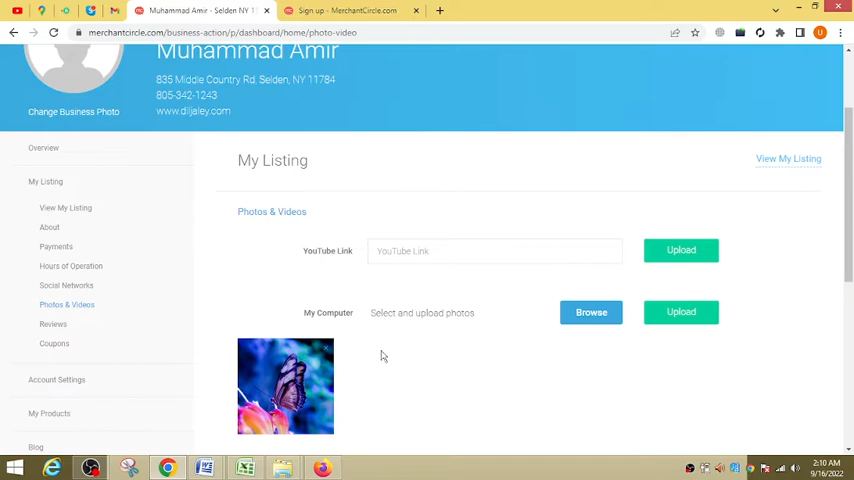 Muhammad Amir - Selden NY 1
Sign up - MerchantCircle.com
merchantcircle.com/business-action/p/dashboard/home/photo-video
U
Muhammad Amir
835 Middle Country Rd, Selden, NY 11784
805-342-1243
www.diljaley.com
Change Business Photo
Overview
My Listing
View My Listing
About
Payments
Hours of Operation
Social Networks
Photos & Videos
Reviews
Coupons
Account Settings
My Products
Blog
My Listing
View My Listing
Photos & Videos
YouTube Link
YouTube Link
Upload
My Computer
Select and upload photos
Browse
Upload
2:10 AM
9/16/2022